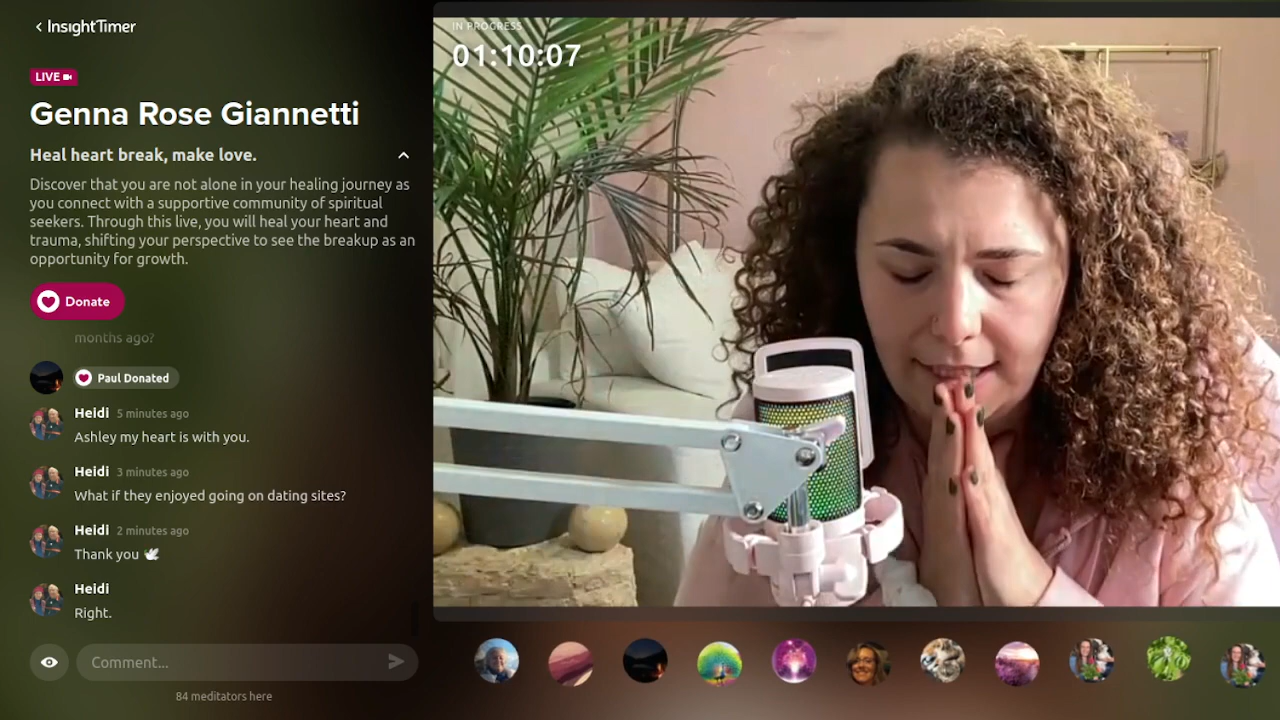 InsightTimer
LIVE
Genna Rose Giannetti
Heal heart break, make love.
Discover that you are not alone in your healing journey as
you connect with a supportive community of spiritual
seekers. Through this live, you will heal your heart and
trauma, shifting your perspective to see the breakup as an
opportunity for growth.
Donate
months ago?
Paul Donated
Heidi 5 minutes ago
Ashley my heart is with you.
Heidi 3 minutes ago
What if they enjoyed going on dating sites?
Heidi 2 minutes ago
Thank you 🕊️
Heidi
Right.
Comment...
84 meditators here
IN PROGRESS
01:10:07